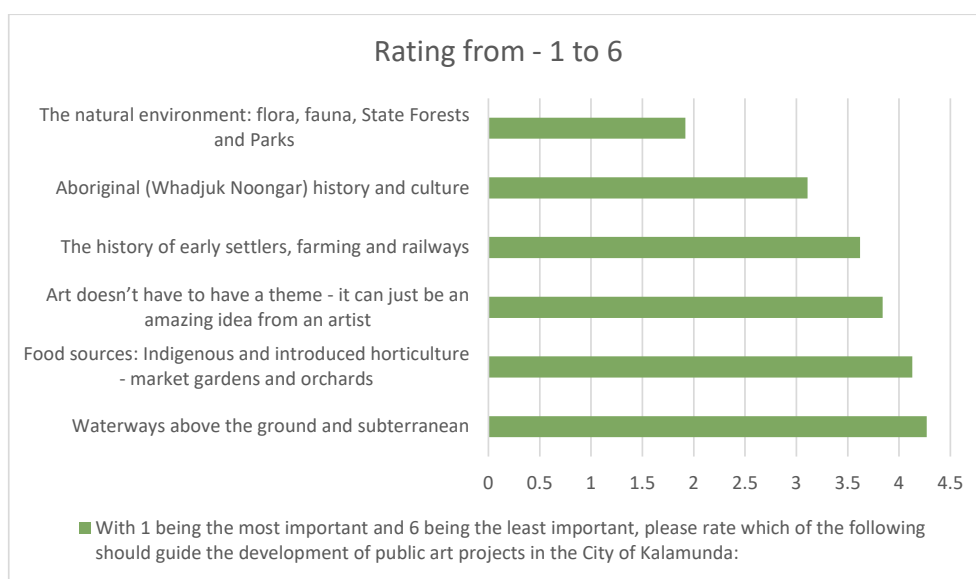 Rating from - 1 to 6
The natural environment: flora, fauna, State Forests
and Parks
Aboriginal (Whadjuk Noongar) history and culture
The history of early settlers, farming and railways
Art doesn’t have to have a theme - it can just be an
amazing idea from an artist
Food sources: Indigenous and introduced horticulture
- market gardens and orchards
Waterways above the ground and subterranean
0 0.5 1 1.5 2 2.5 3 3.5 4 4.5
With 1 being the most important and 6 being the least important, please rate which of the following
should guide the development of public art projects in the City of Kalamunda: